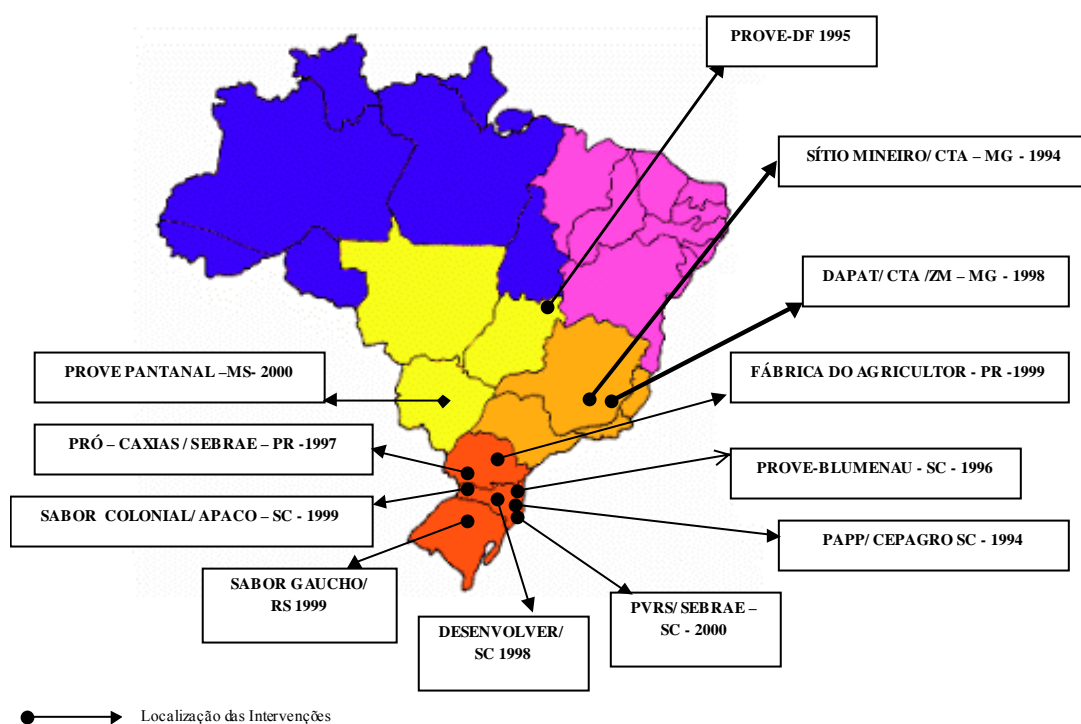 PROVE-DF 1995
SÍTIO MINEIRO/ CTA – MG - 1994
DAPAT/ CTA /ZM – MG - 1998
PROVE PANTANAL –MS- 2000
FÁBRICA DO AGRICULTOR - PR -1999
PRÓ – CAXIAS / SEBRAE – PR -1997
PROVE-BLUMENAU - SC - 1996
SABOR COLONIAL/ APACO – SC - 1999
PAPP/ CEPAGRO SC - 1994
SABOR GAUCHO/
RS 1999
DESENVOLVER/
SC 1998
PVRS/ SEBRAE –
SC - 2000
Localização das Intervenções